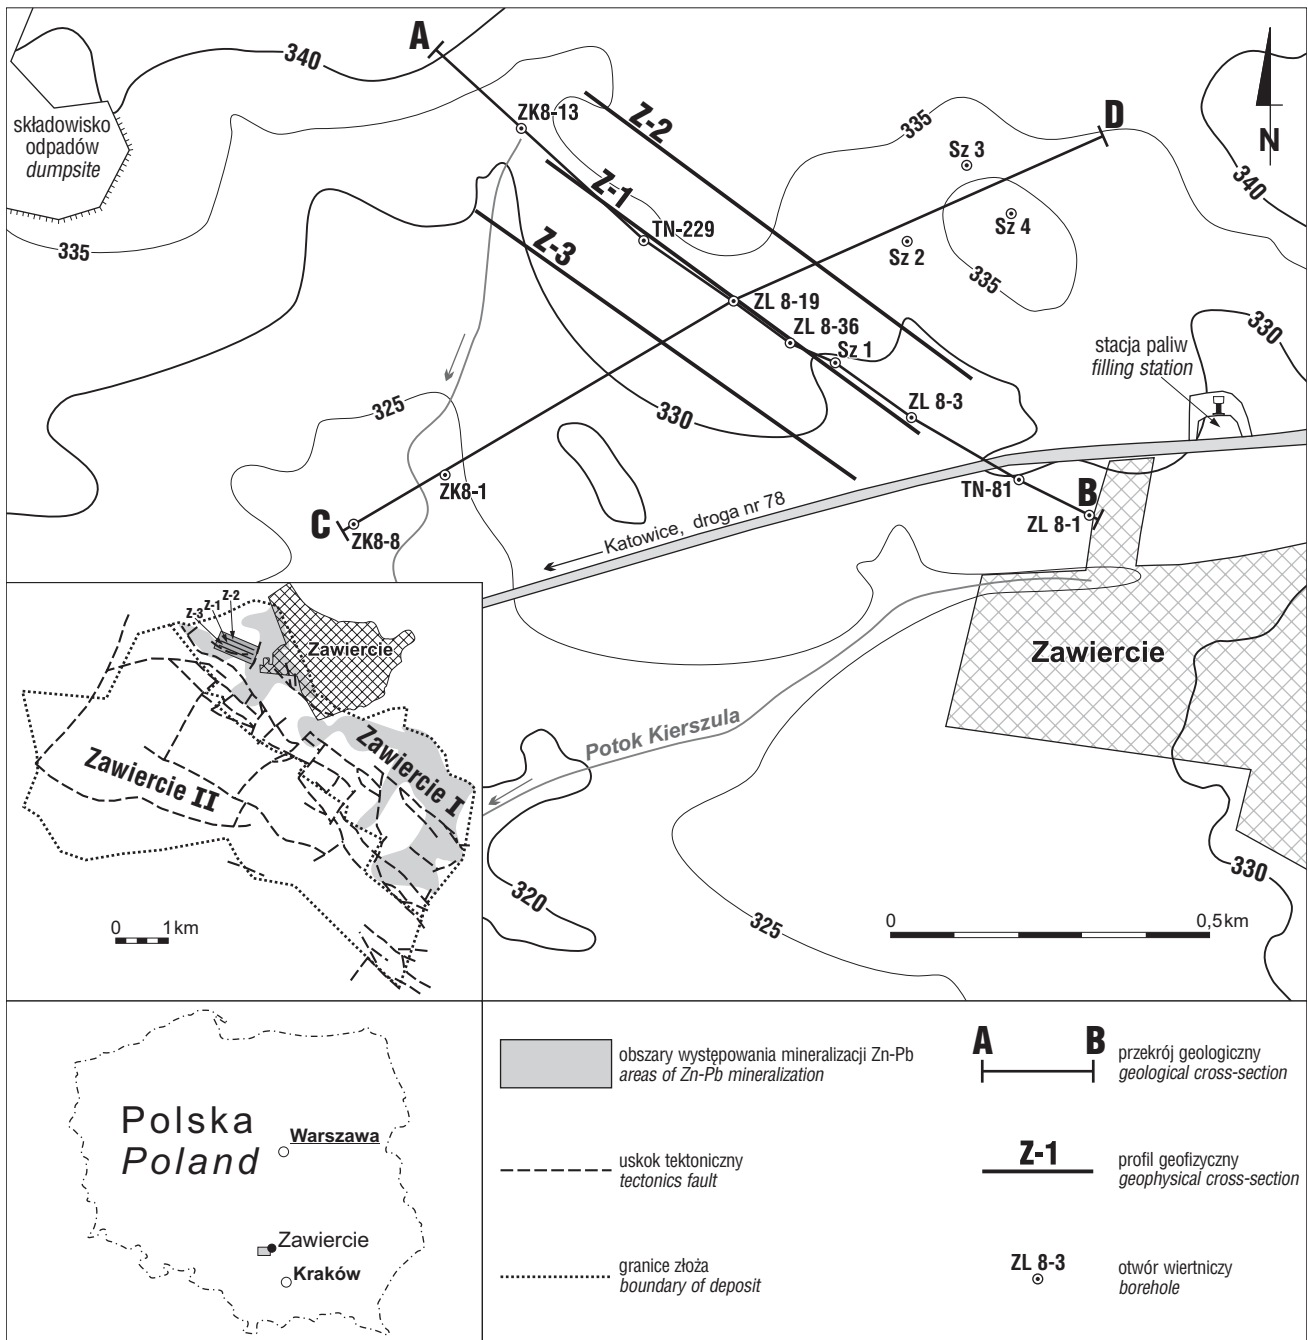 A
340
D
ZK8-13
Z-2
335
składowisko
odpadów
dumpsite
N
Sz 3
340
Z-1
TN-229
Sz 4
Z-3
Sz 2
335
335
ZL 8-19
ZL 8-36
Sz 1
330
stacja paliw
filling station
325
330
ZL 8-3
ZK8-1
TN-81
B
C
ZK8-8
ZL 8-1
Katowice, droga nr 78
Z-3
Z-1
Z-2
Zawiercie
Zawiercie
Potok Kierszula
Zawiercie I
Zawiercie II
330
320
325
0 0,5 km
0 1 km
Polska
Poland
Warszawa
Zawiercie
Kraków
obszary występowania mineralizacji Zn-Pb
areas of Zn-Pb mineralization
uskok tektoniczny
tectonics fault
granice złoża
boundary of deposit
A B
przekrój geologiczny
geological cross-section
Z-1
profil geofizyczny
geophysical cross-section
ZL 8-3
otwór wiertniczy
borehole